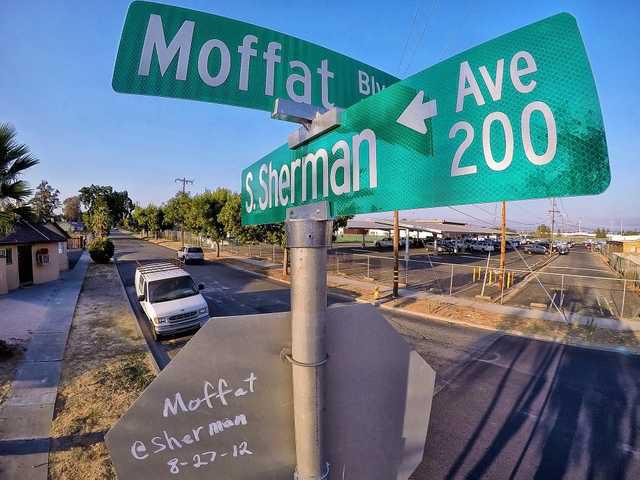 Moffat Blv
S. Sherman Ave
200
Moffat
@sherman
8-27-12